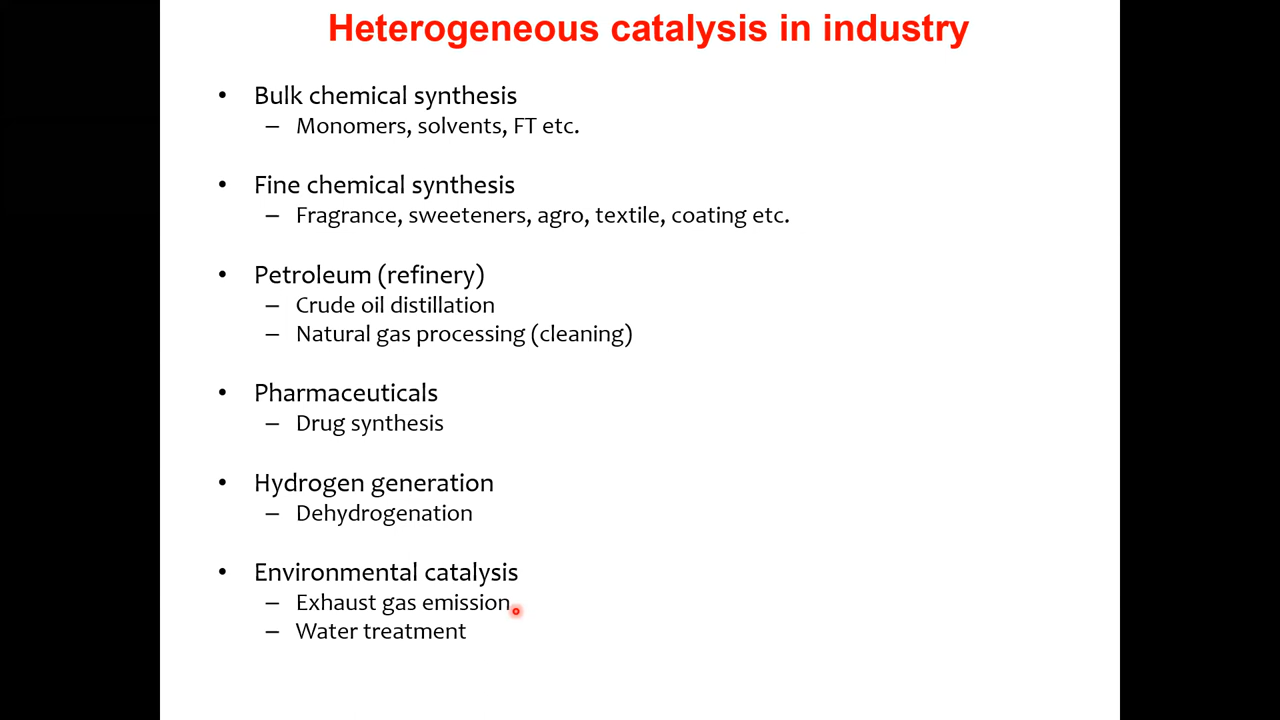 Heterogeneous catalysis in industry
• Bulk chemical synthesis
– Monomers, solvents, FT etc.
• Fine chemical synthesis
– Fragrance, sweeteners, agro, textile, coating etc.
• Petroleum (refinery)
– Crude oil distillation
– Natural gas processing (cleaning)
• Pharmaceuticals
– Drug synthesis
• Hydrogen generation
– Dehydrogenation
• Environmental catalysis
– Exhaust gas emission
– Water treatment